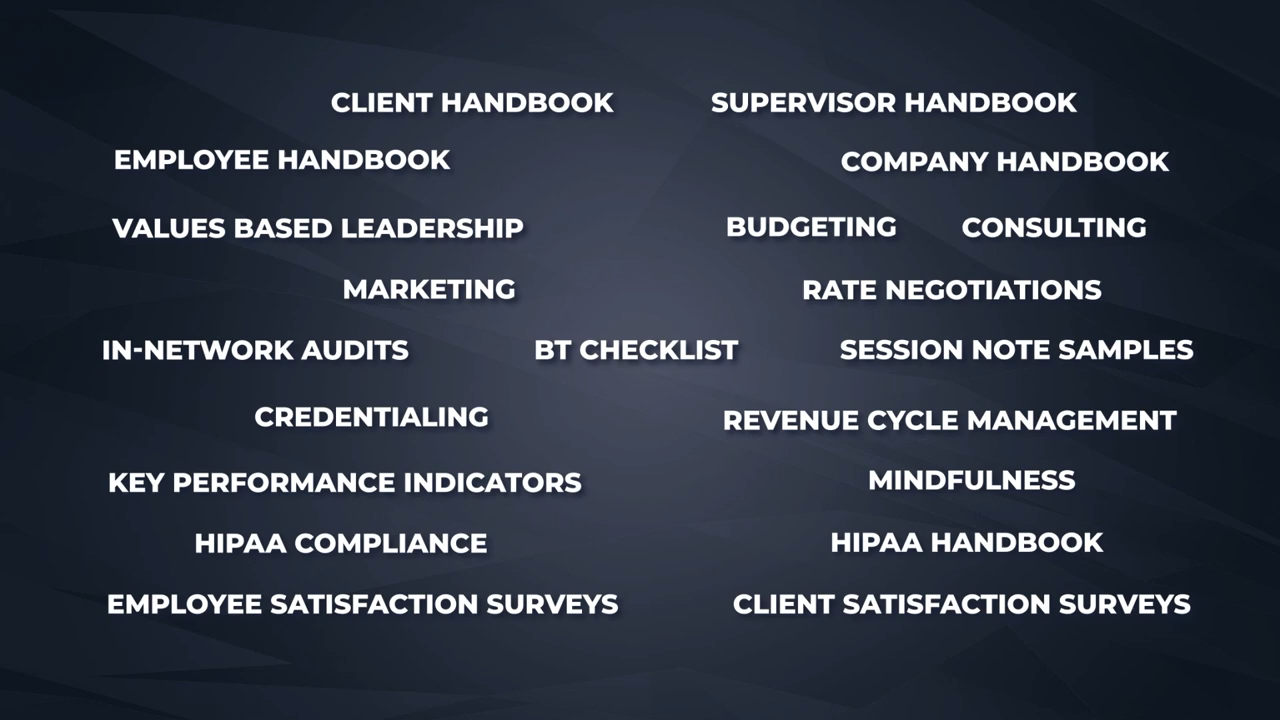 CLIENT HANDBOOK SUPERVISOR HANDBOOK
EMPLOYEE HANDBOOK COMPANY HANDBOOK
VALUES BASED LEADERSHIP BUDGETING CONSULTING
MARKETING RATE NEGOTIATIONS
IN-NETWORK AUDITS BT CHECKLIST SESSION NOTE SAMPLES
CREDENTIALING REVENUE CYCLE MANAGEMENT
KEY PERFORMANCE INDICATORS MINDFULNESS
HIPAA COMPLIANCE HIPAA HANDBOOK
EMPLOYEE SATISFACTION SURVEYS CLIENT SATISFACTION SURVEYS